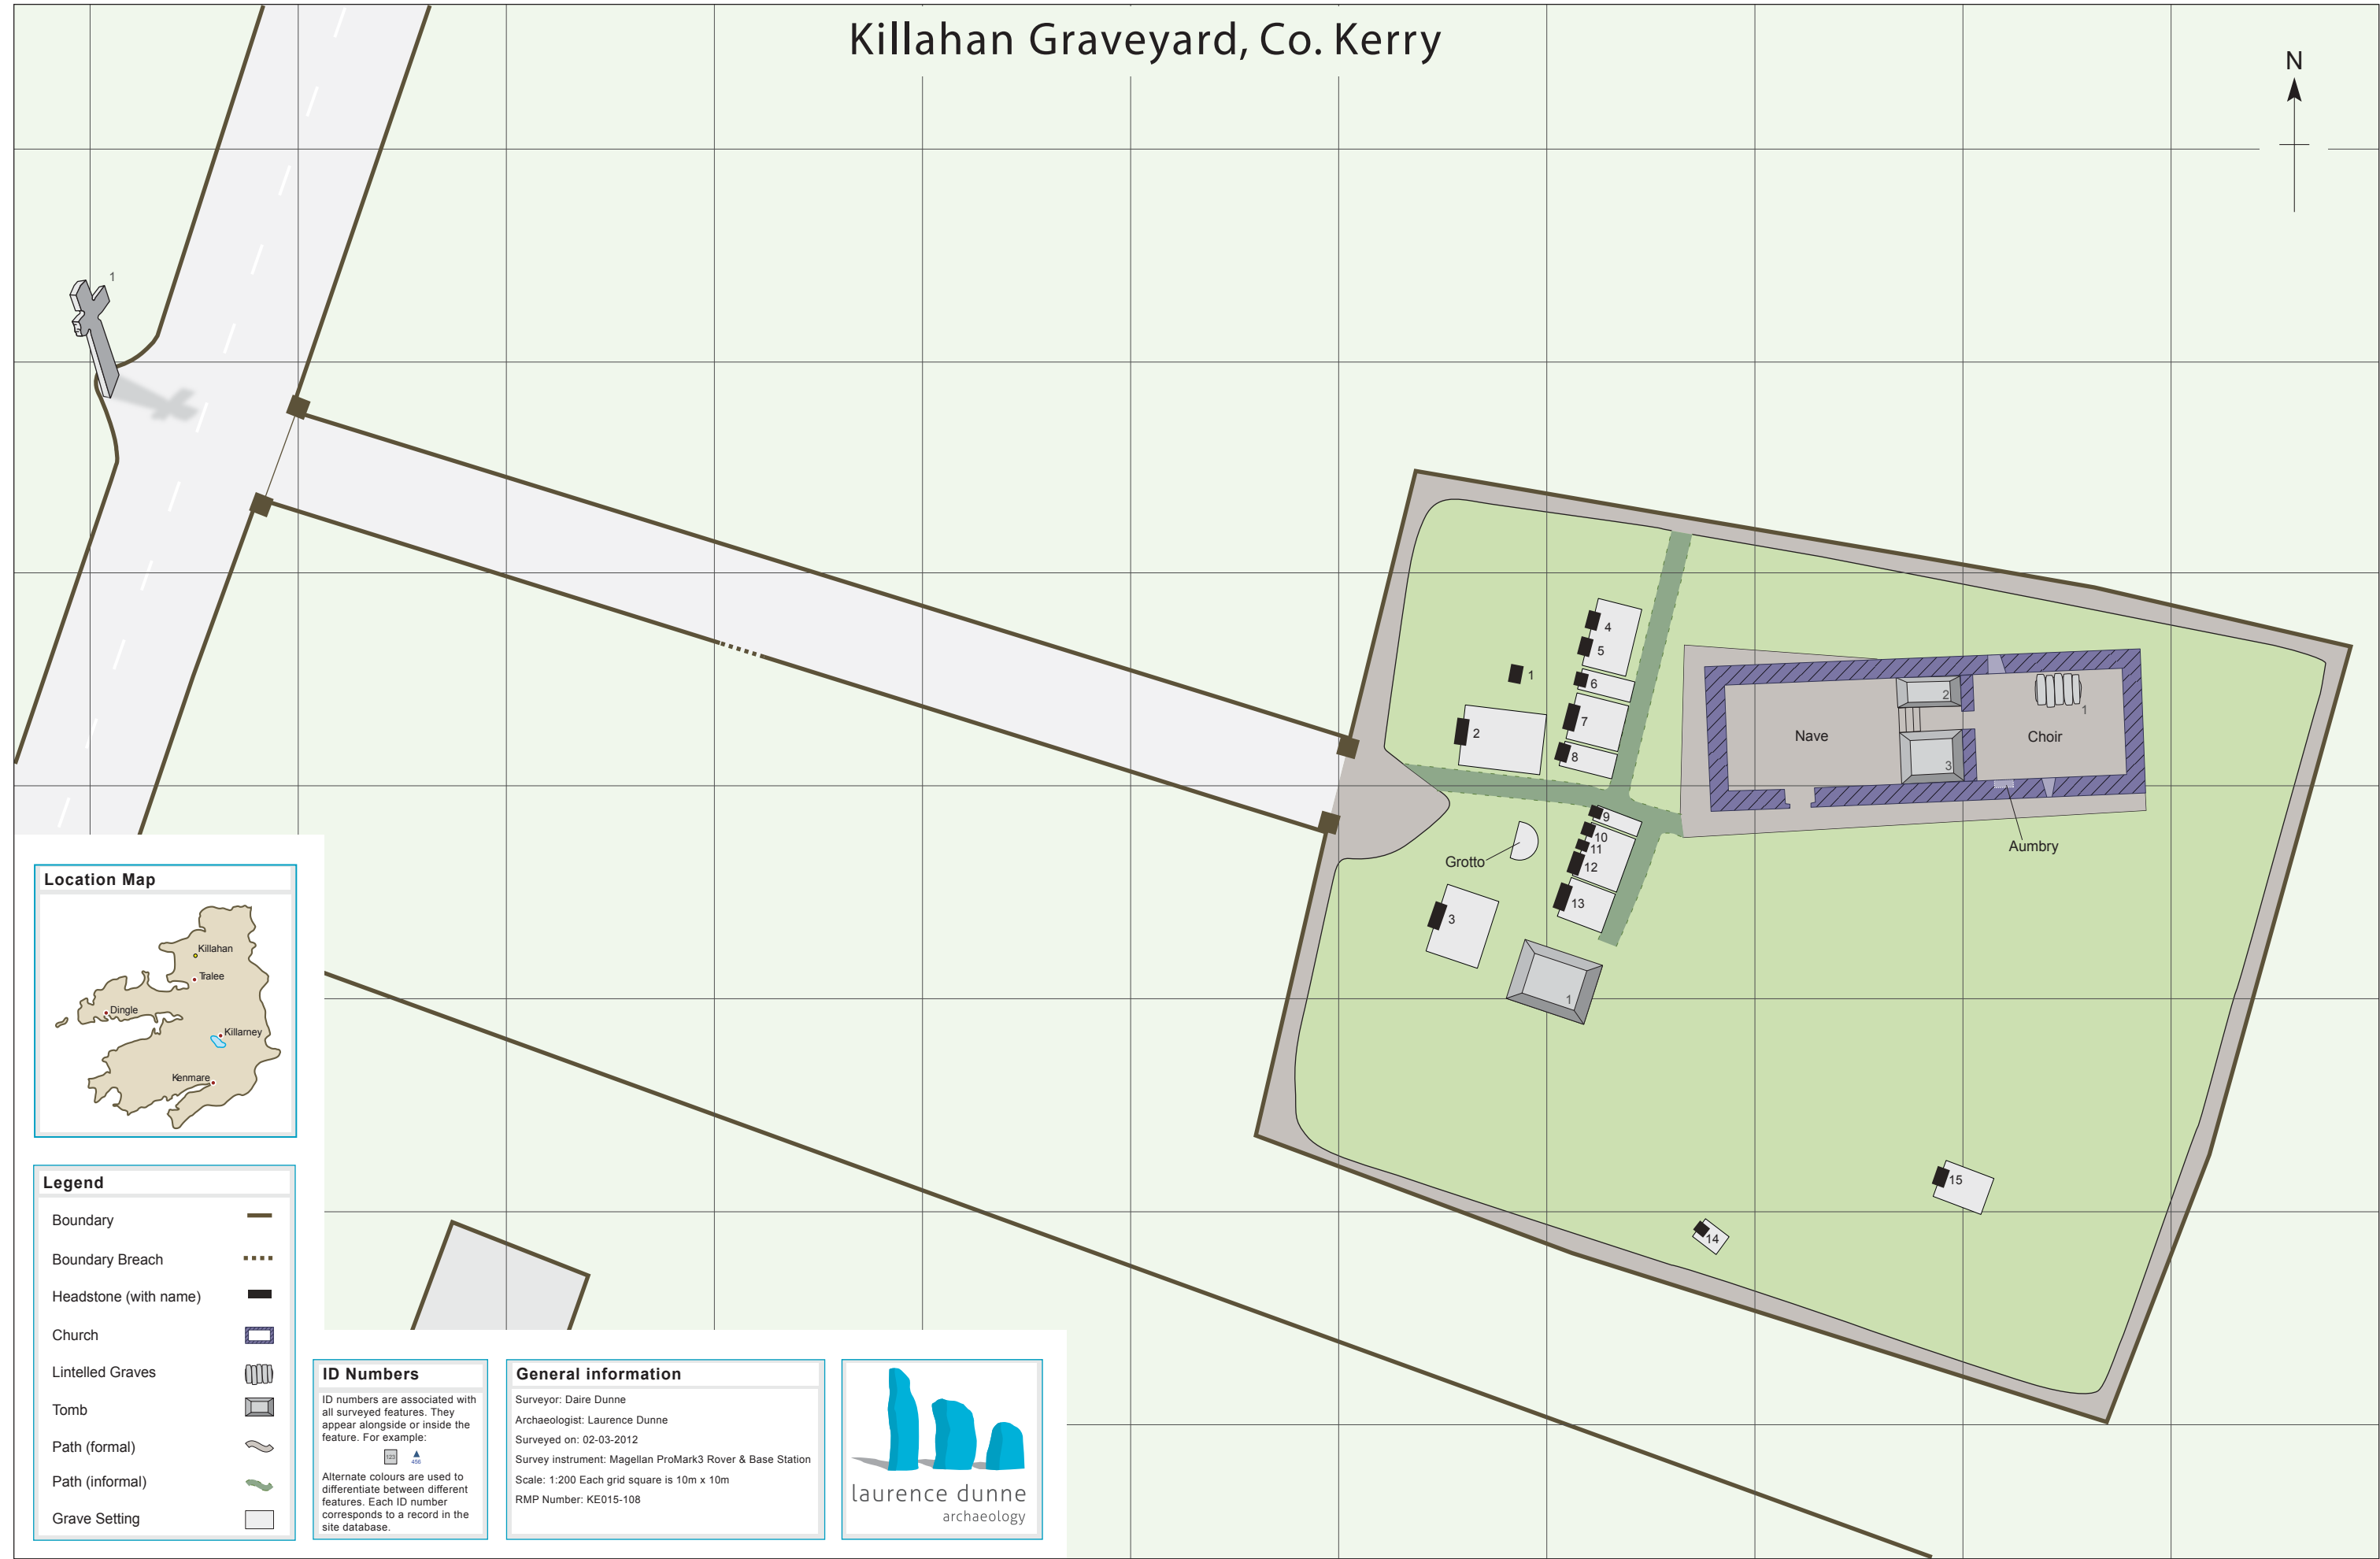 Killahan Graveyard, Co. Kerry
N
1
4
5
1
6
2
7
8
Nave
2
3
Choir
1
Aumbry
9
10
11
12
Grotto
13
3
1
15
14
Location Map
Killahan
Tralee
Dingle
Killarney
Kenmare
Legend
Boundary
Boundary Breach
Headstone (with name)
Church
Lintelled Graves
Tomb
Path (formal)
Path (informal)
Grave Setting
ID Numbers
ID numbers are associated with
all surveyed features. They
appear alongside or inside the
feature. For example:
123
456
Alternate colours are used to
differentiate between different
features. Each ID number
corresponds to a record in the
site database.
General information
Surveyor: Daire Dunne
Archaeologist: Laurence Dunne
Surveyed on: 02-03-2012
Survey instrument: Magellan ProMark3 Rover & Base Station
Scale: 1:200 Each grid square is 10m x 10m
RMP Number: KE015-108
laurence dunne
archaeology